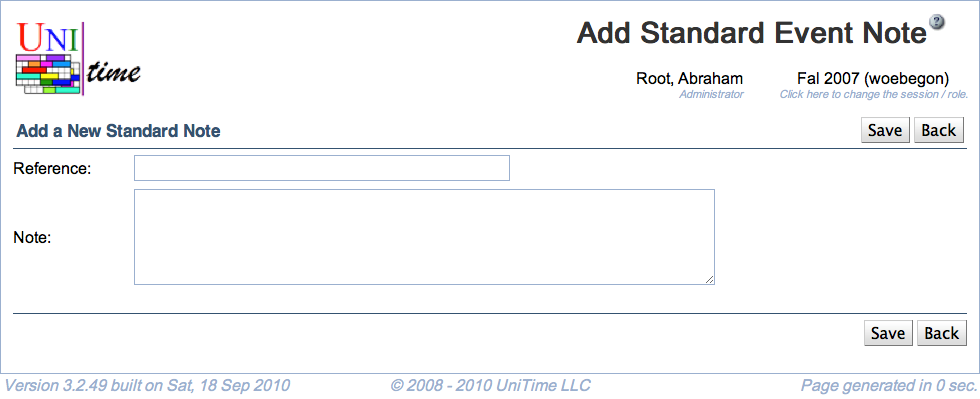 UNI
time
Add Standard Event Note ?
Root, Abraham Fal 2007 (woebegon)
Administrator Click here to change the session / role.
Add a New Standard Note Save Back
Reference:
Note:
Save Back
Version 3.2.49 built on Sat, 18 Sep 2010 © 2008 - 2010 UniTime LLC Page generated in 0 sec.